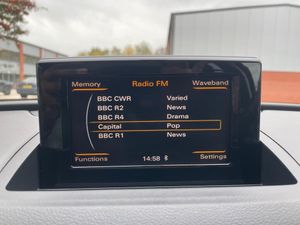 Memory Radio FM Waveband
BBC CWR Varied
BBC R2 News
BBC R4 Drama
Capital Pop
BBC R1 News
Functions 14:58 Settings